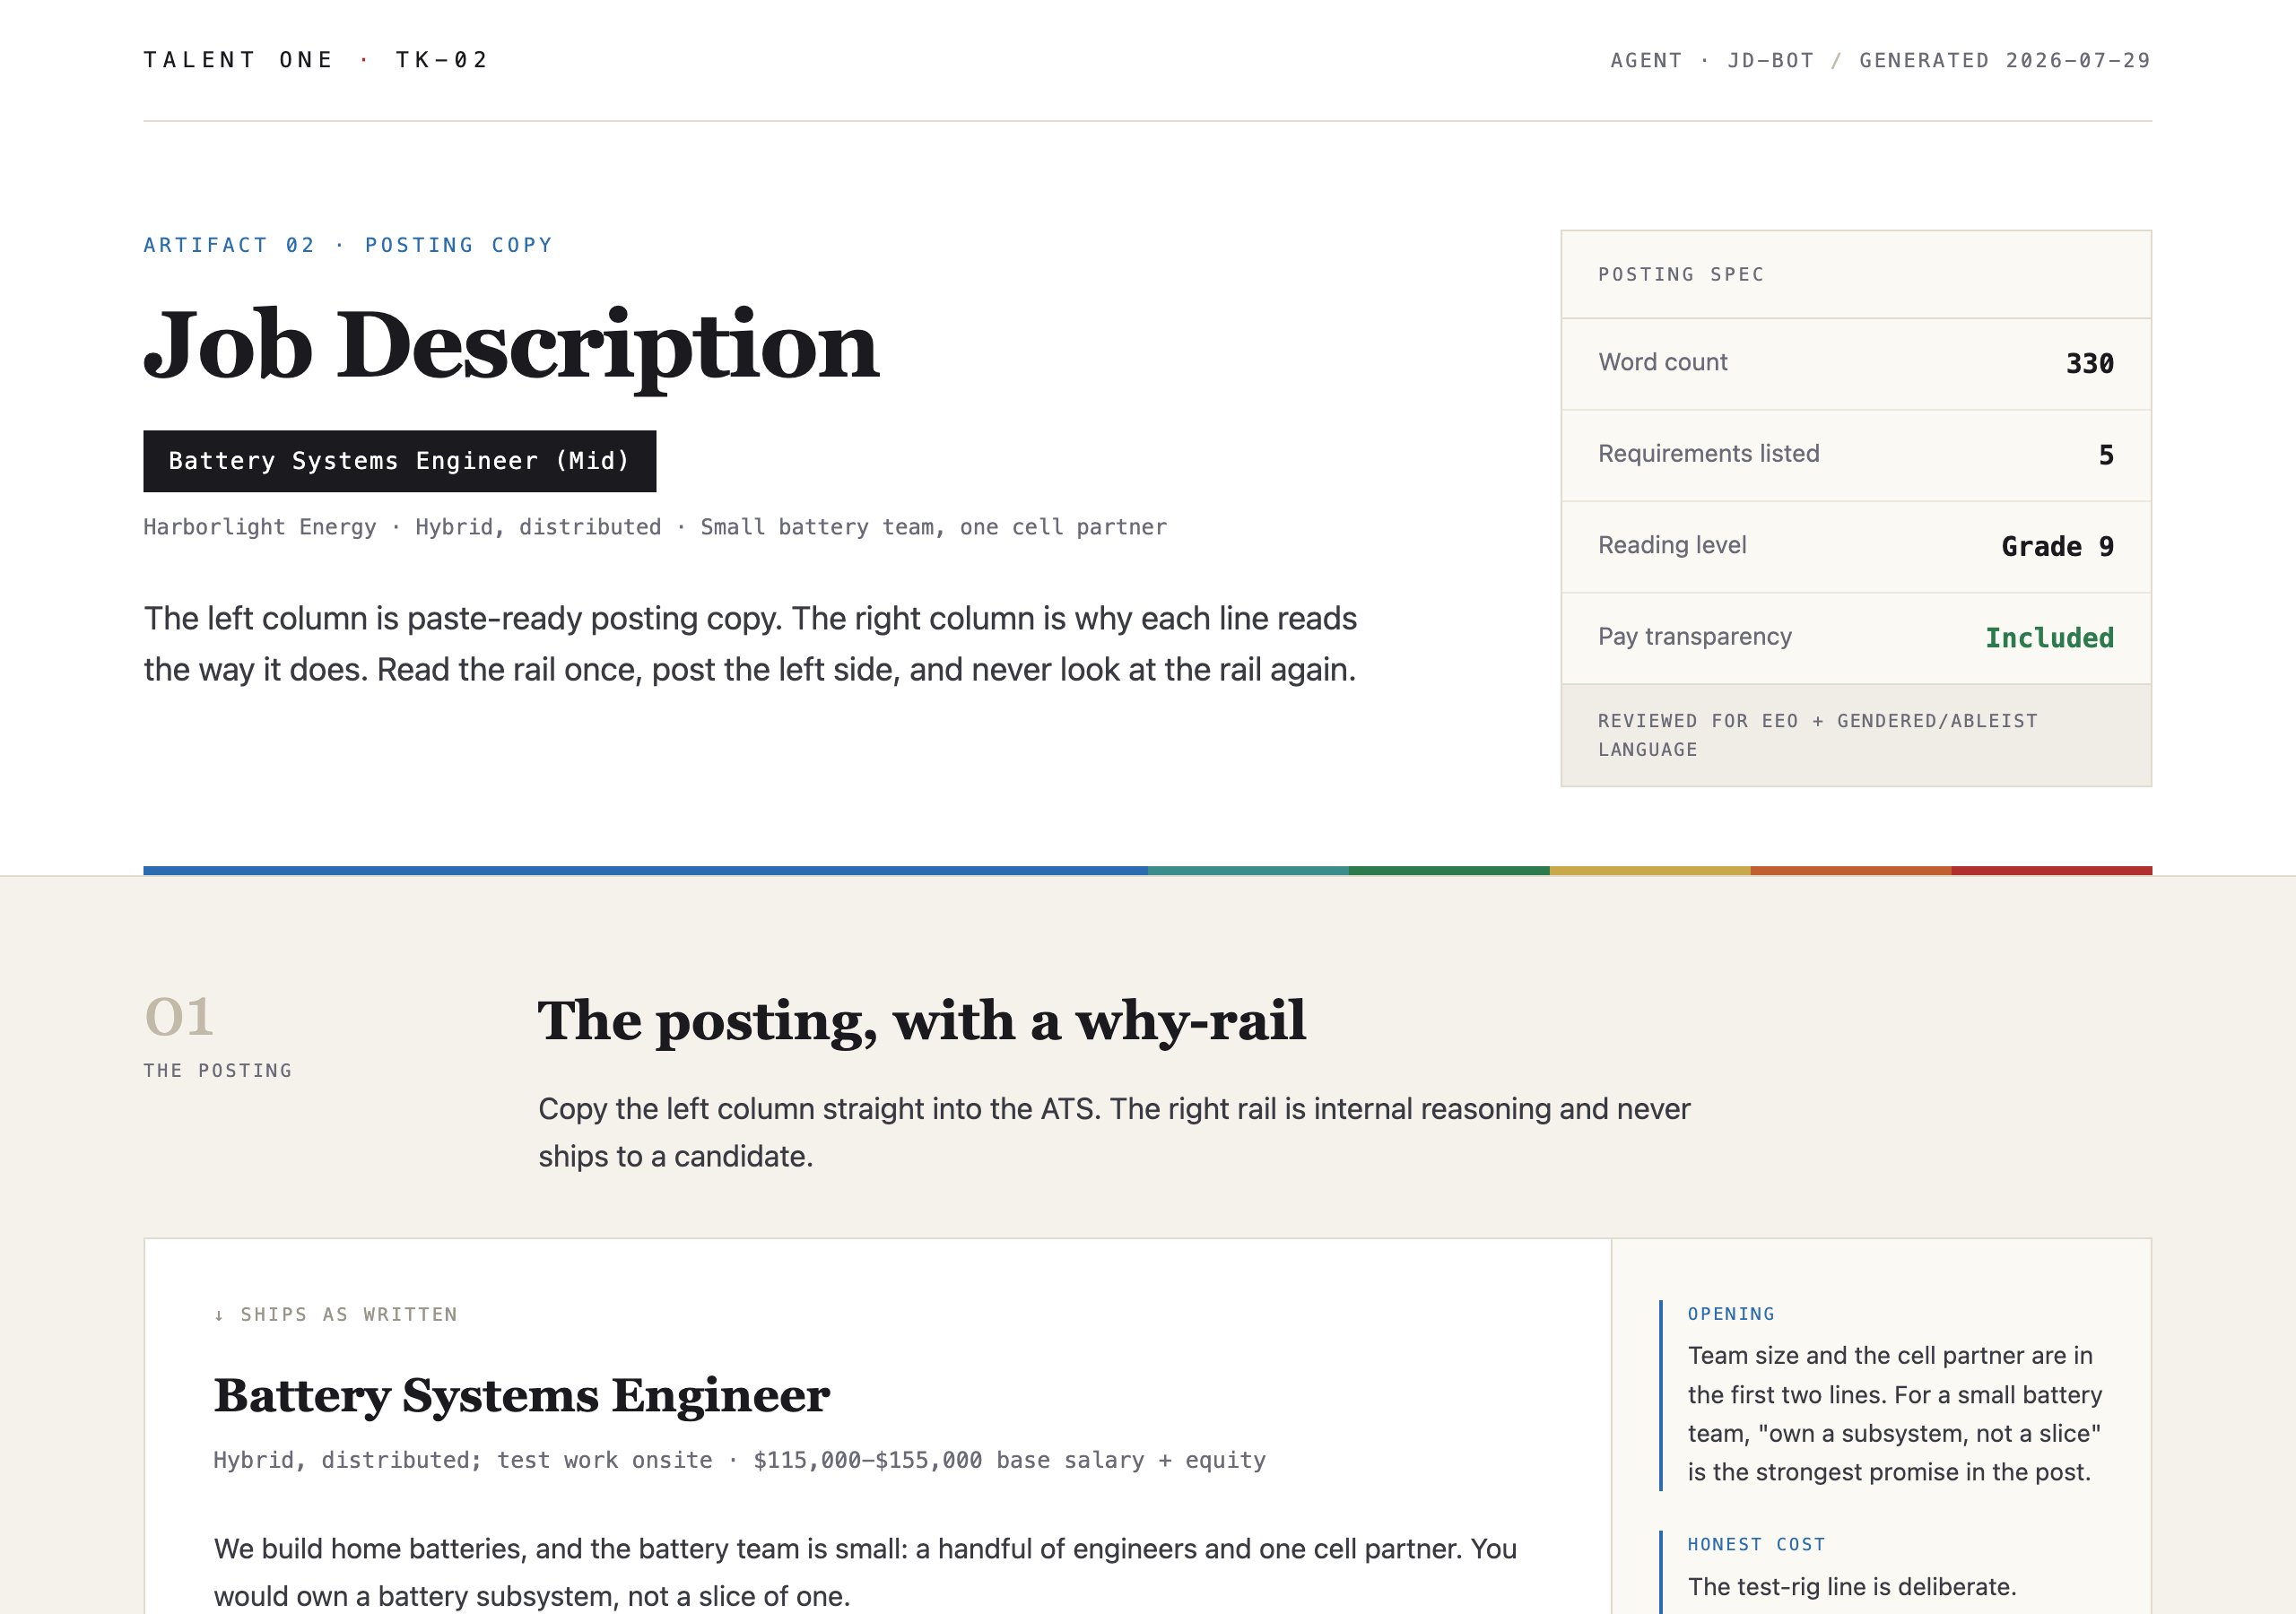 TALENT ONE · TK-02
AGENT · JD-BOT / GENERATED 2026-07-29
ARTIFACT 02 · POSTING COPY
Job Description
Battery Systems Engineer (Mid)
Harborlight Energy · Hybrid, distributed · Small battery team, one cell partner
The left column is paste-ready posting copy. The right column is why each line reads
the way it does. Read the rail once, post the left side, and never look at the rail again.
POSTING SPEC
Word count 330
Requirements listed 5
Reading level Grade 9
Pay transparency Included
REVIEWED FOR EEO + GENDERED/ABLEIST
LANGUAGE
01
THE POSTING
The posting, with a why-rail
Copy the left column straight into the ATS. The right rail is internal reasoning and never
ships to a candidate.
↓ SHIPS AS WRITTEN
Battery Systems Engineer
Hybrid, distributed; test work onsite · $115,000–$155,000 base salary + equity
We build home batteries, and the battery team is small: a handful of engineers and one cell partner. You
would own a battery subsystem, not a slice of one.
OPENING
Team size and the cell partner are in
the first two lines. For a small battery
team, "own a subsystem, not a slice"
is the strongest promise in the post.
HONEST COST
The test-rig line is deliberate.